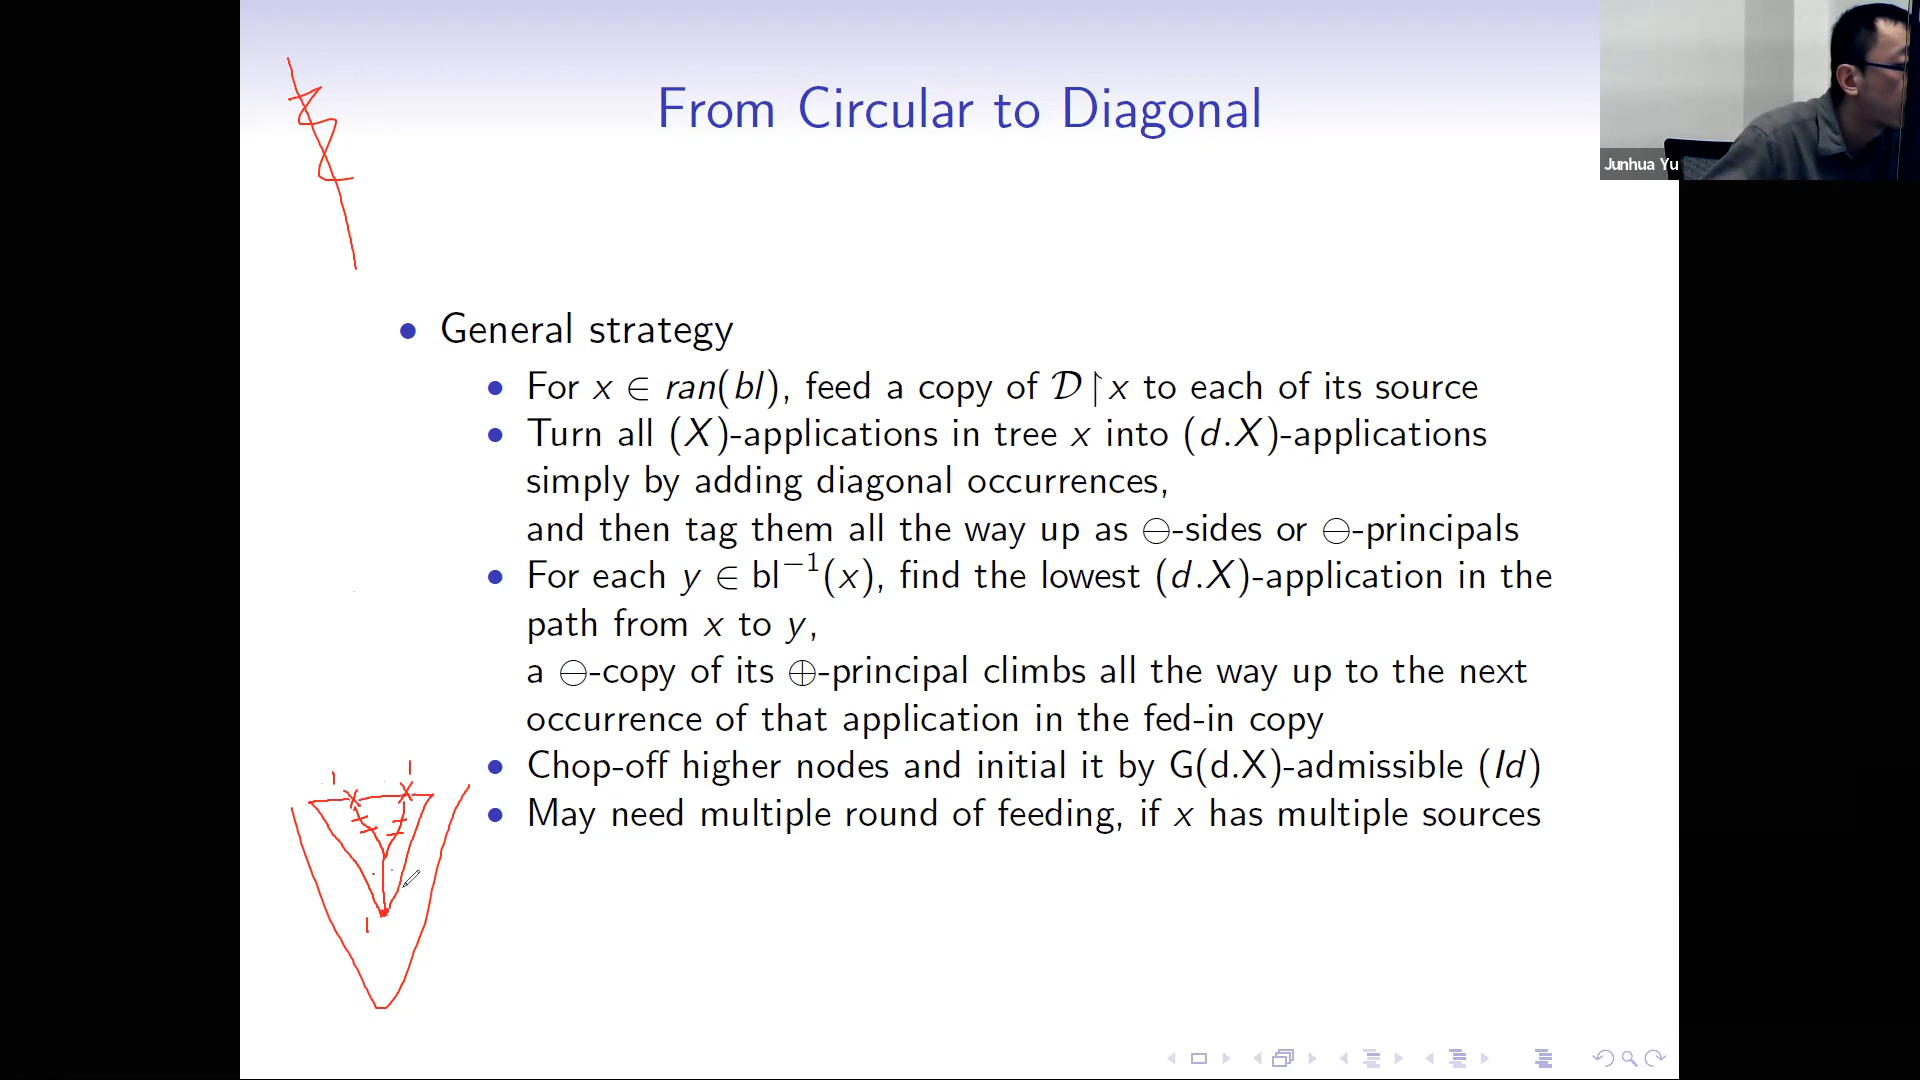 From Circular to Diagonal
Junhua Yu
• General strategy
• For x ∈ ran(bl), feed a copy of 𝒟↾x to each of its source
• Turn all (X)-applications in tree x into (d.X)-applications
simply by adding diagonal occurrences,
and then tag them all the way up as ⊖-sides or ⊖-principals
• For each y ∈ bl⁻¹(x), find the lowest (d.X)-application in the
path from x to y,
a ⊖-copy of its ⊕-principal climbs all the way up to the next
occurrence of that application in the fed-in copy
• Chop-off higher nodes and initial it by G(d.X)-admissible (Id)
• May need multiple round of feeding, if x has multiple sources
1 1
1